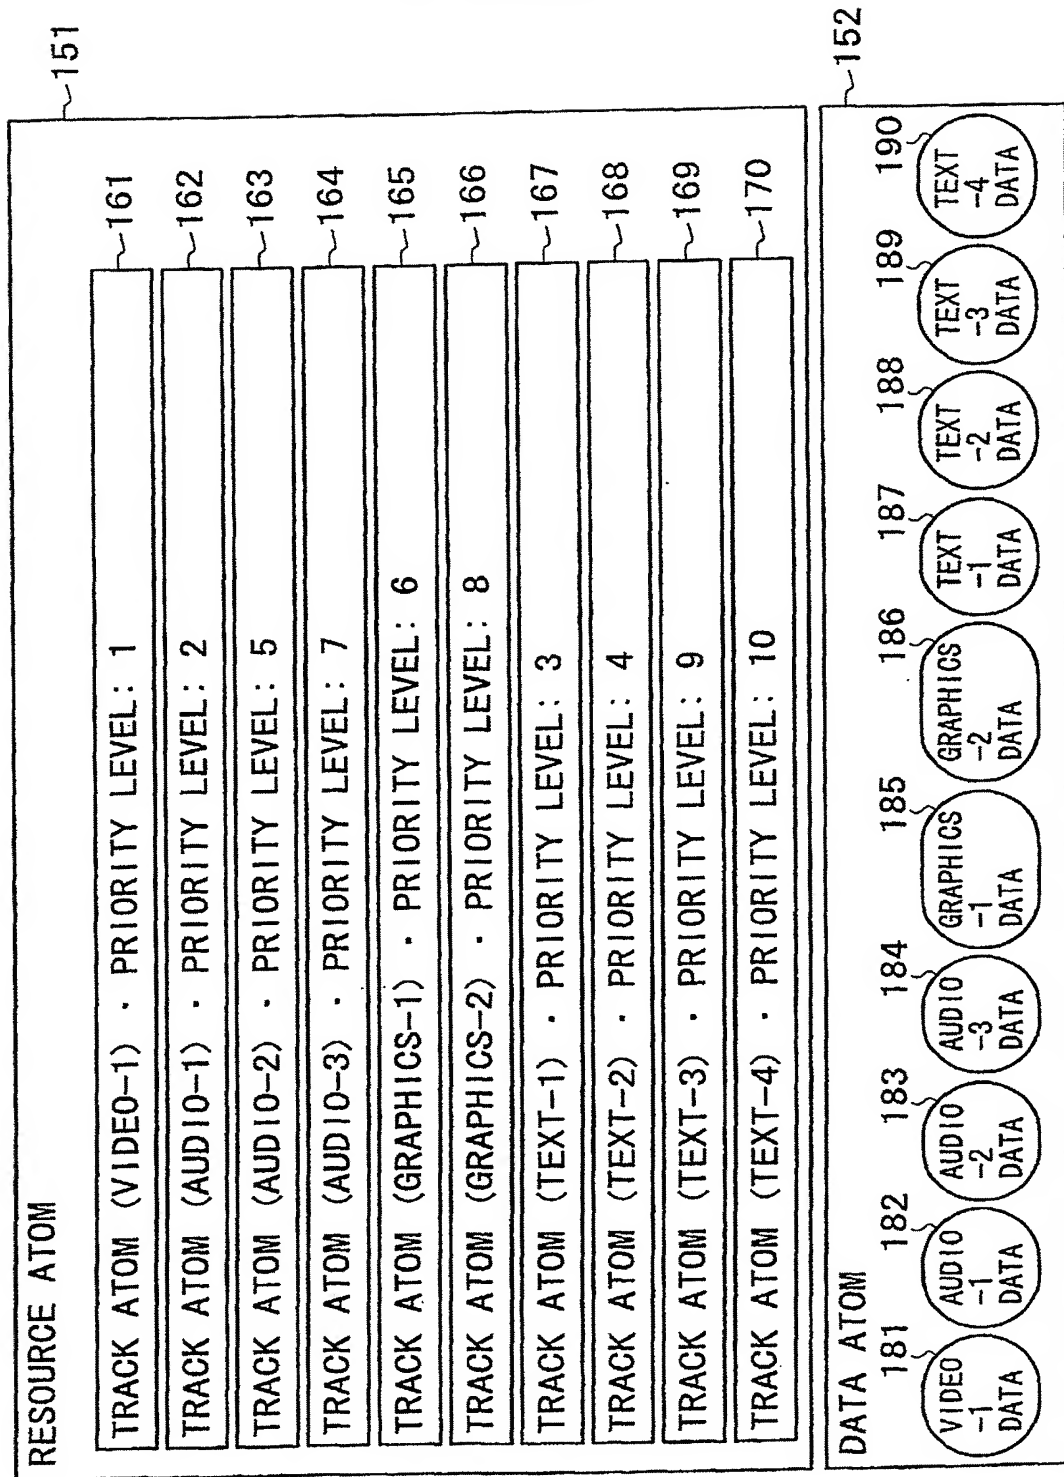 RESOURCE ATOM
151
TRACK ATOM (VIDEO-1) · PRIORITY LEVEL: 1
161
TRACK ATOM (AUDIO-1) · PRIORITY LEVEL: 2
162
TRACK ATOM (AUDIO-2) · PRIORITY LEVEL: 5
163
TRACK ATOM (AUDIO-3) · PRIORITY LEVEL: 7
164
TRACK ATOM (GRAPHICS-1) · PRIORITY LEVEL: 6
165
TRACK ATOM (GRAPHICS-2) · PRIORITY LEVEL: 8
166
TRACK ATOM (TEXT-1) · PRIORITY LEVEL: 3
167
TRACK ATOM (TEXT-2) · PRIORITY LEVEL: 4
168
TRACK ATOM (TEXT-3) · PRIORITY LEVEL: 9
169
TRACK ATOM (TEXT-4) · PRIORITY LEVEL: 10
170
DATA ATOM
152
181
VIDEO
-1
DATA
182
AUDIO
-1
DATA
183
AUDIO
-2
DATA
184
AUDIO
-3
DATA
185
GRAPHICS
-1
DATA
186
GRAPHICS
-2
DATA
187
TEXT
-1
DATA
188
TEXT
-2
DATA
189
TEXT
-3
DATA
190
TEXT
-4
DATA